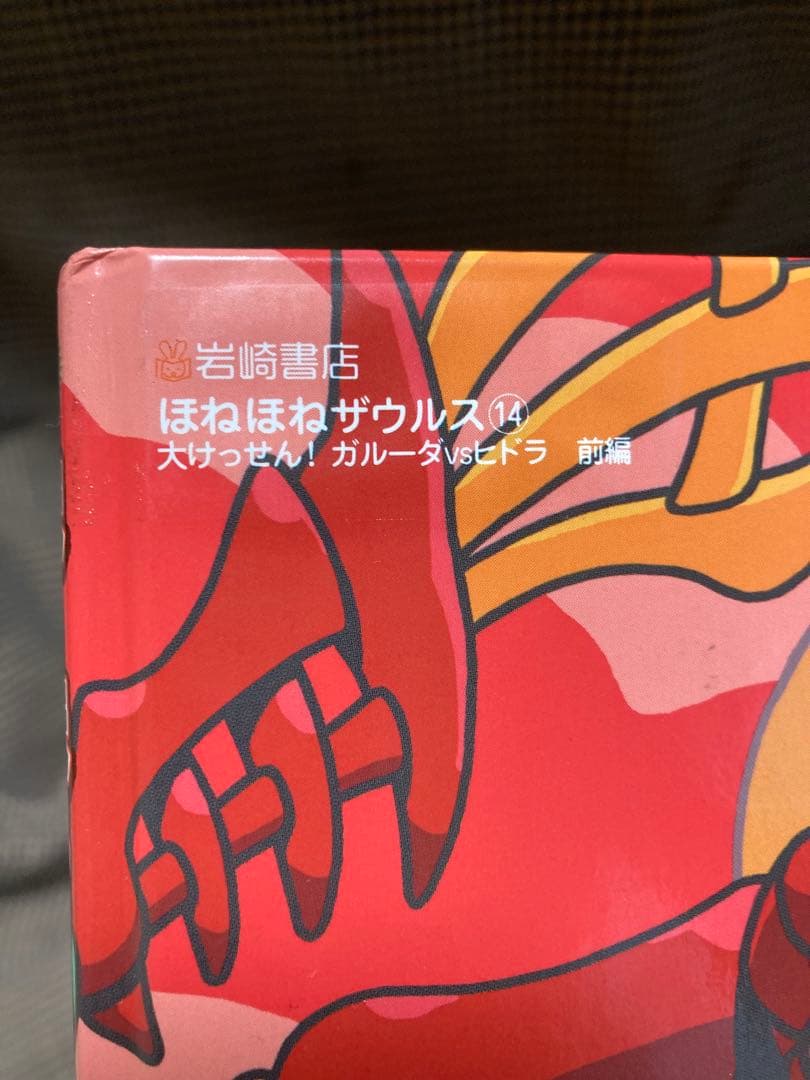 岩崎書店
ほねほねザウルス⑭
大けっせん! ガルーダvsヒドラ 前編